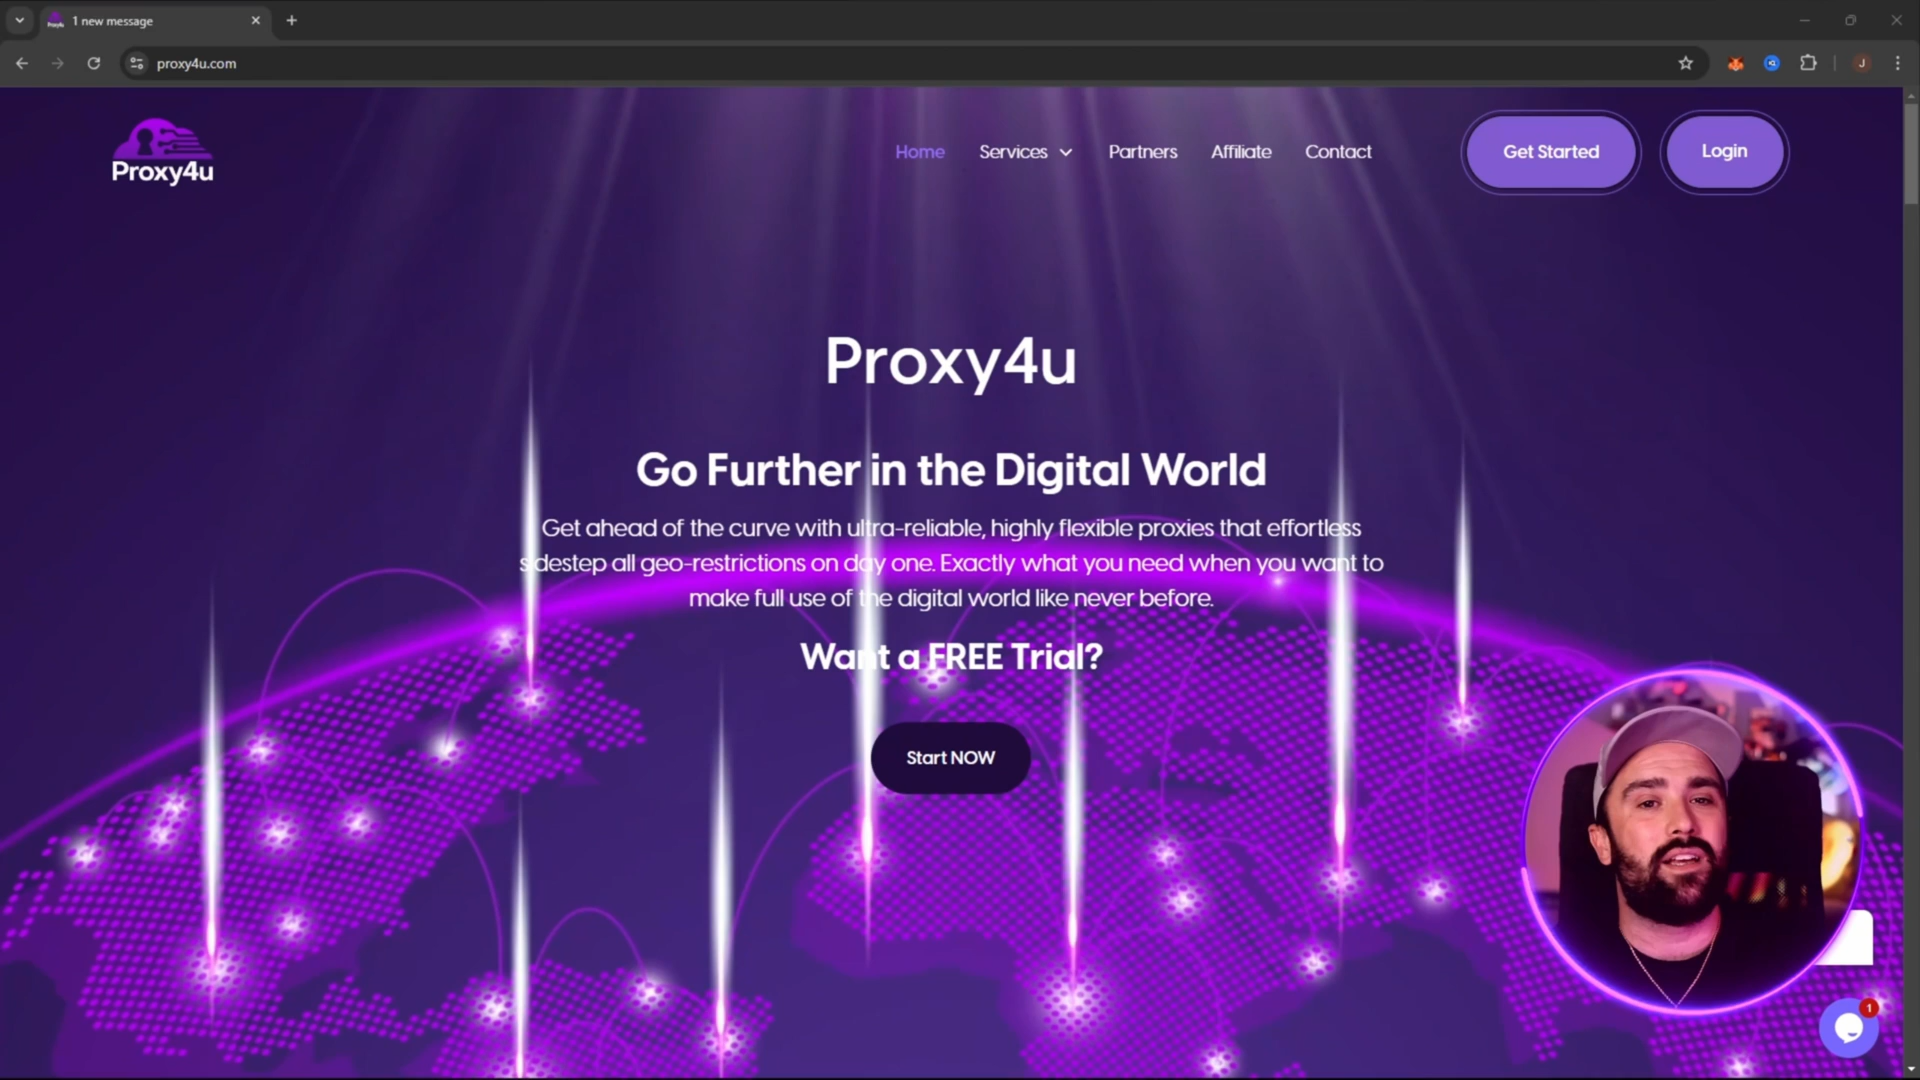 1 new message
proxy4u.com
J
Proxy4u
Home
Services
Partners
Affiliate
Contact
Get Started
Login
Proxy4u
Go Further in the Digital World
Get ahead of the curve with ultra-reliable, highly flexible proxies that effortless
sidestep all geo-restrictions on day one. Exactly what you need when you want to
make full use of the digital world like never before.
Want a FREE Trial?
Start NOW
1